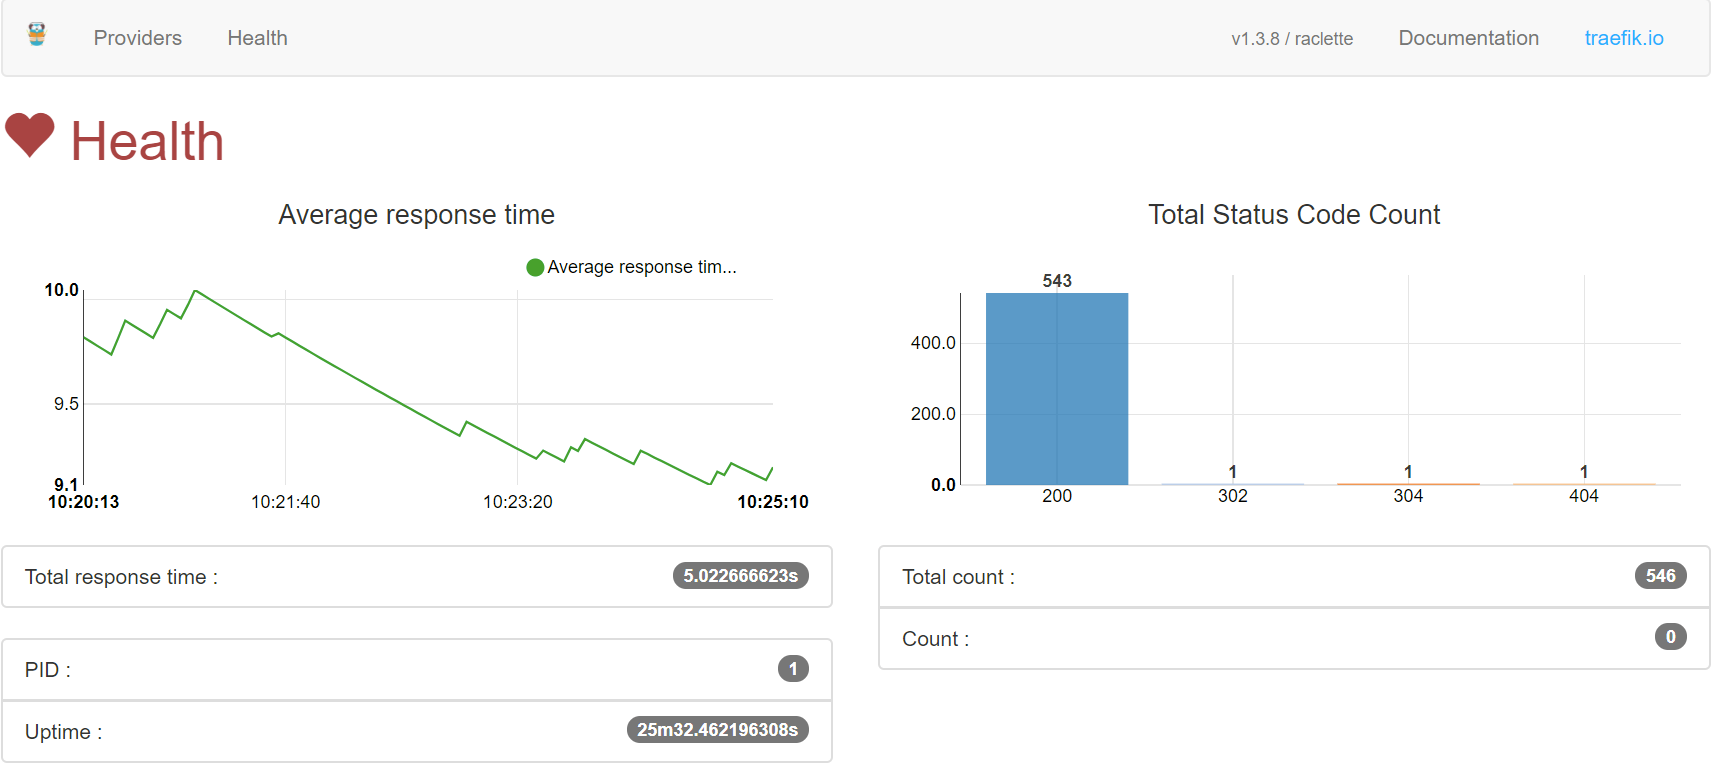 Providers Health v1.3.8 / raclette Documentation traefik.io
Health
Average response time
Average response tim...
10.0
9.5
9.1
10:20:13 10:21:40 10:23:20 10:25:10
Total response time : 5.022666623s
PID : 1
Uptime : 25m32.462196308s
Total Status Code Count
543
400.0
200.0
1 1 1
0.0
200 302 304 404
Total count : 546
Count : 0